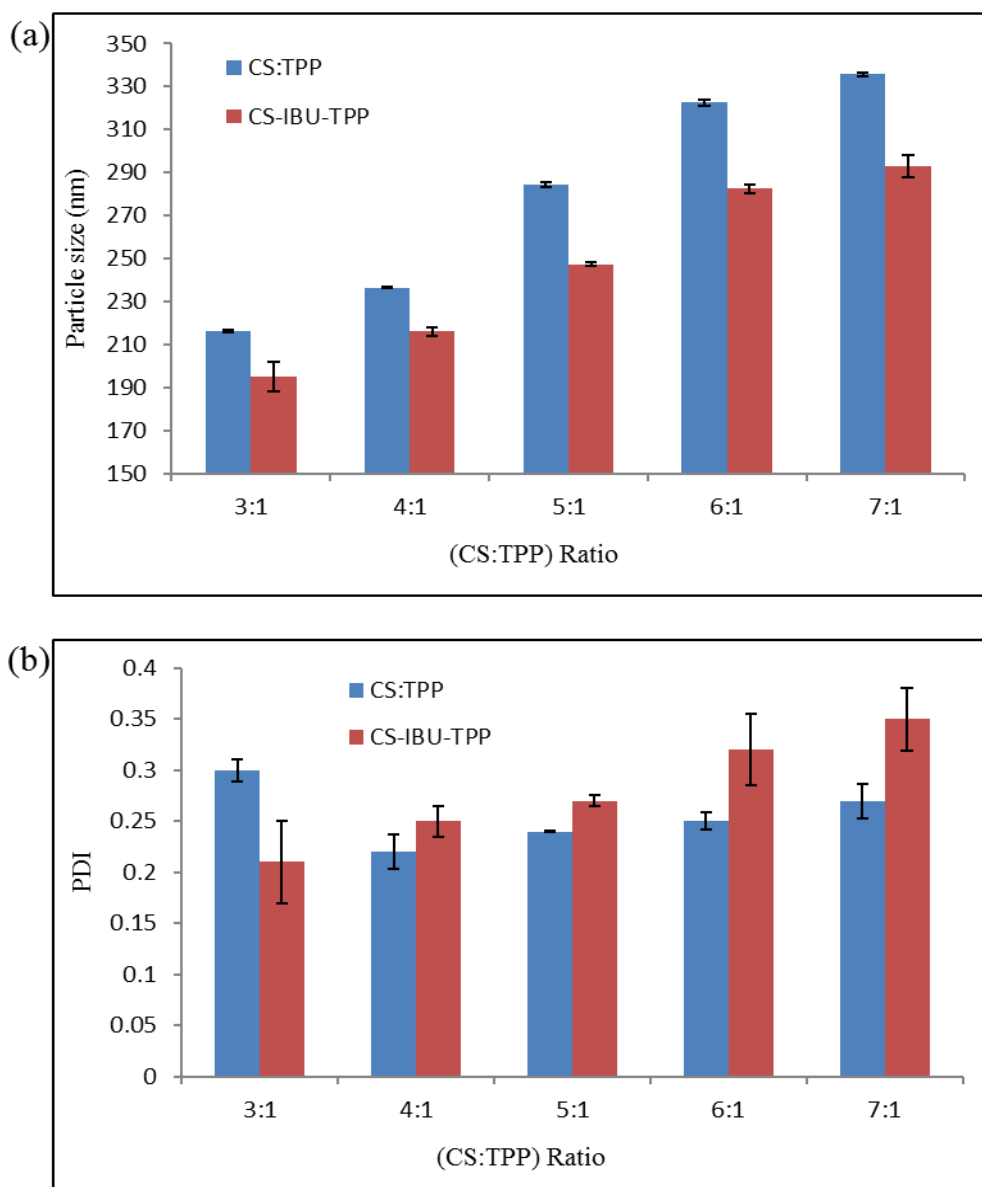 (a)
350
330
310
290
270
250
230
210
190
170
150
Particle size (nm)
CS:TPP
CS-IBU-TPP
3:1 4:1 5:1 6:1 7:1
(CS:TPP) Ratio
(b)
0.4
0.35
0.3
0.25
0.2
0.15
0.1
0.05
0
PDI
CS:TPP
CS-IBU-TPP
3:1 4:1 5:1 6:1 7:1
(CS:TPP) Ratio